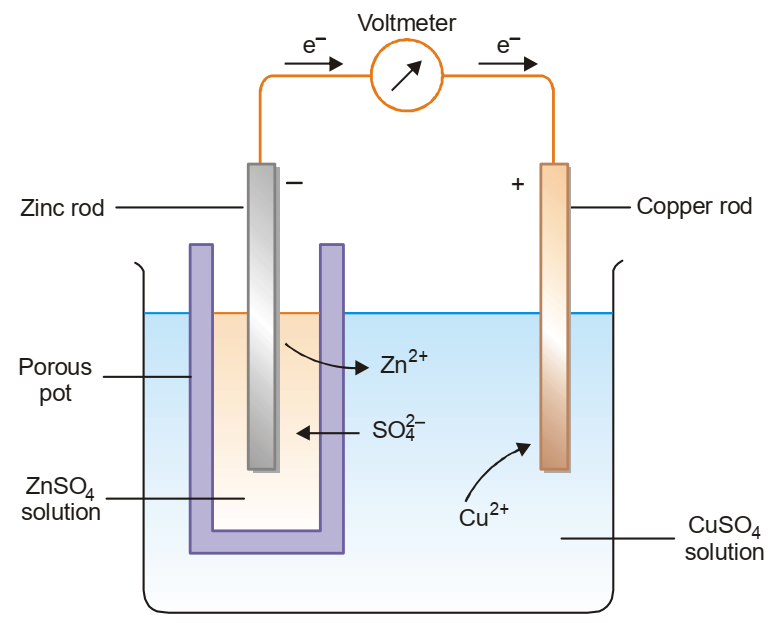 Voltmeter
e⁻
e⁻
−
+
Zinc rod
Copper rod
Porous
pot
Zn²⁺
SO₄²⁻
ZnSO₄
solution
Cu²⁺
CuSO₄
solution